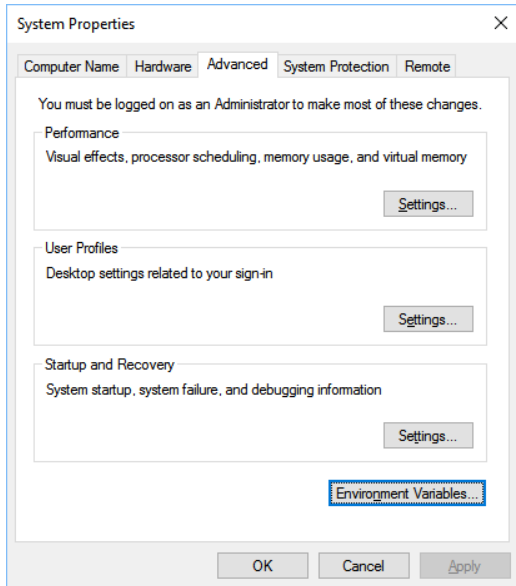 System Properties
Computer Name Hardware Advanced System Protection Remote
You must be logged on as an Administrator to make most of these changes.
Performance
Visual effects, processor scheduling, memory usage, and virtual memory
Settings...
User Profiles
Desktop settings related to your sign-in
Settings...
Startup and Recovery
System startup, system failure, and debugging information
Settings...
Environment Variables...
OK Cancel Apply